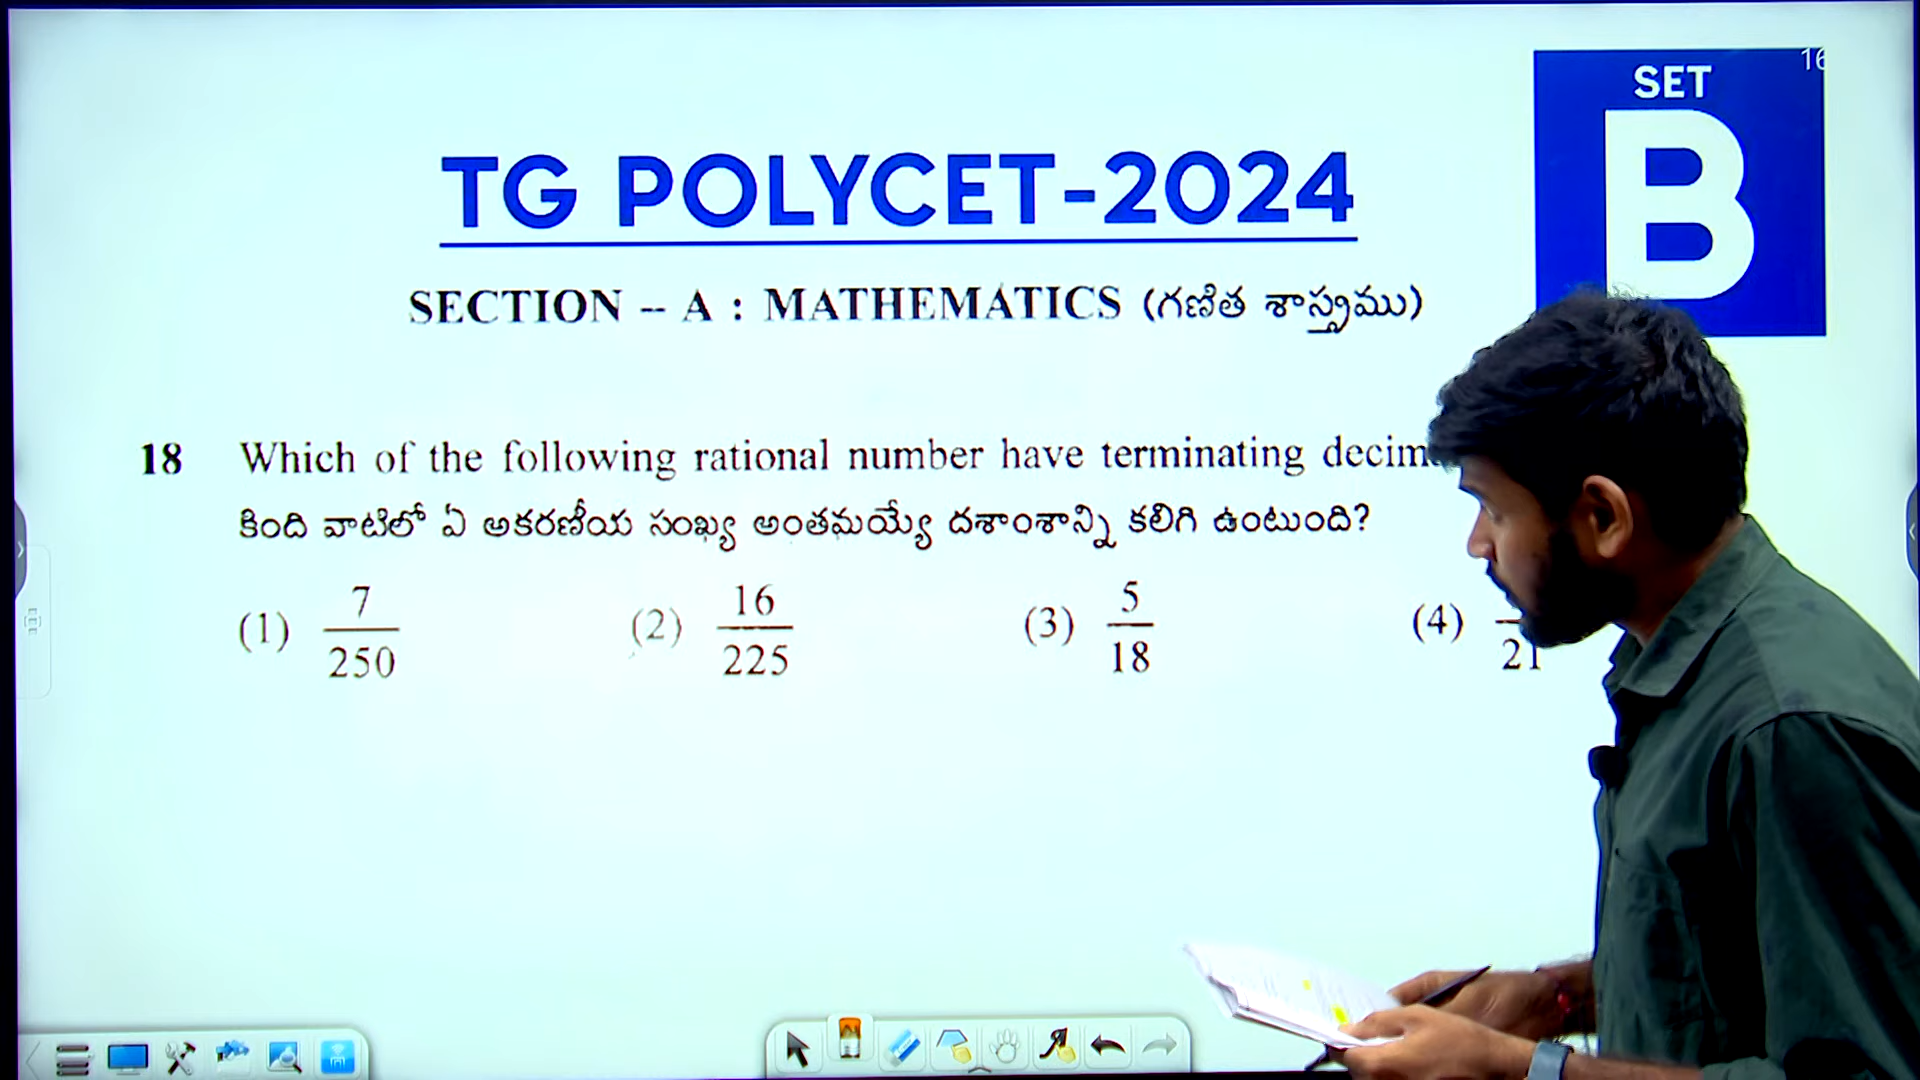 16
SET
B
TG POLYCET-2024
SECTION – A : MATHEMATICS (గణిత శాస్త్రము)
18 Which of the following rational number have terminating
కింది వాటిలో ఏ అకరణీయ సంఖ్య అంతమయ్యే దశాంశాన్ని కలిగి ఉంటుంది?
(1) 7/250 (2) 16/225 (3) 5/18 (4) 21